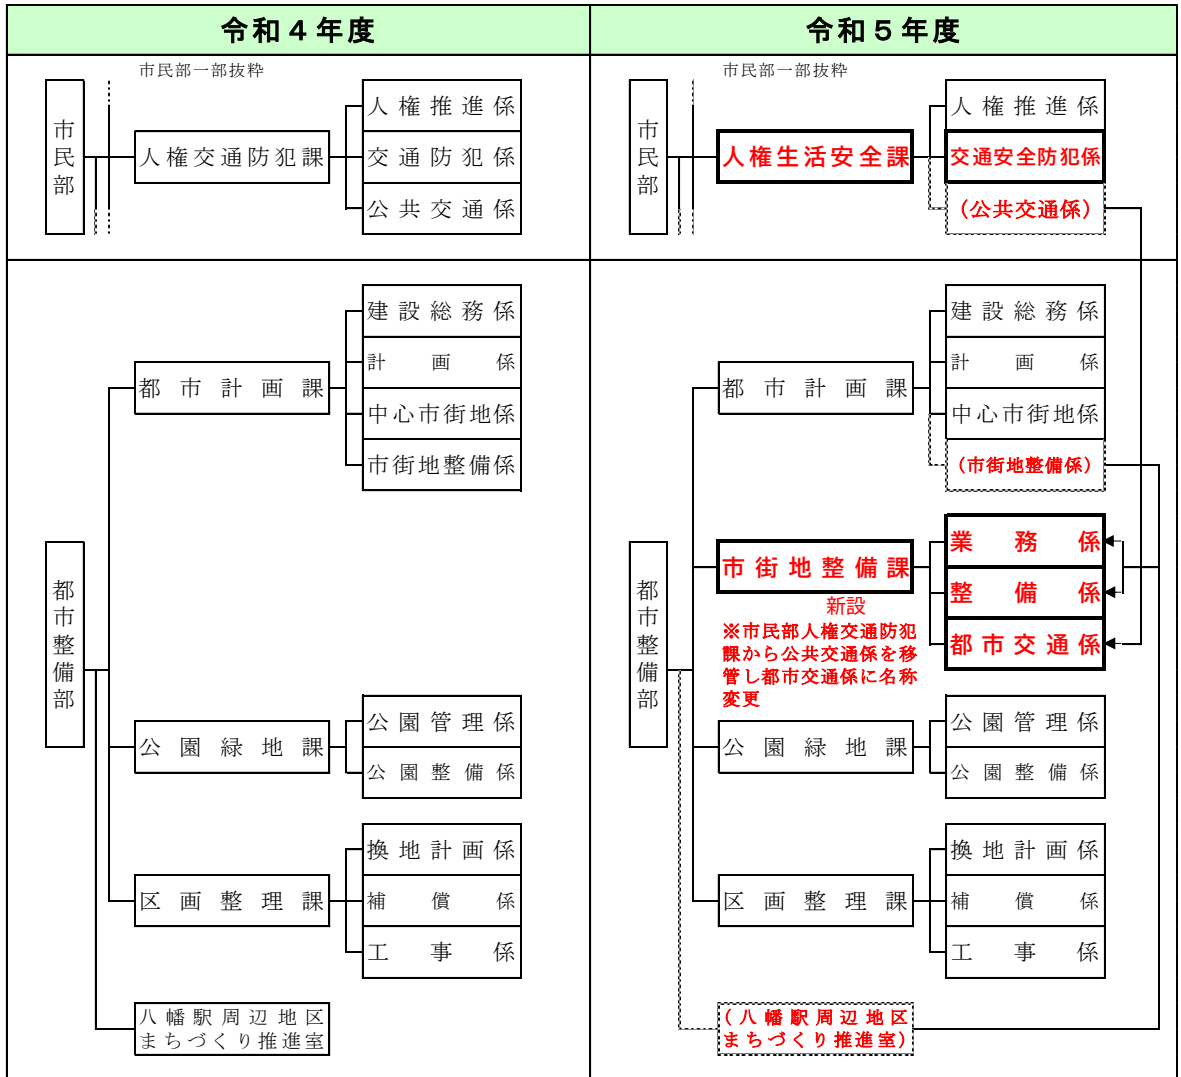 令和４年度
市民部一部抜粋
市民部
人権交通防犯課
人権推進係
交通防犯係
公共交通係
都市整備部
都市計画課
建設総務係
計画係
中心市街地係
市街地整備係
公園緑地課
公園管理係
公園整備係
区画整理課
換地計画係
補償係
工事係
八幡駅周辺地区
まちづくり推進室
令和５年度
市民部一部抜粋
市民部
人権生活安全課
人権推進係
交通安全防犯係
（公共交通係）
都市整備部
都市計画課
建設総務係
計画係
中心市街地係
（市街地整備係）
市街地整備課
新設
※市民部人権交通防犯
課から公共交通係を移
管し都市交通係に名称
変更
業務係
整備係
都市交通係
公園緑地課
公園管理係
公園整備係
区画整理課
換地計画係
補償係
工事係
（八幡駅周辺地区
まちづくり推進室）